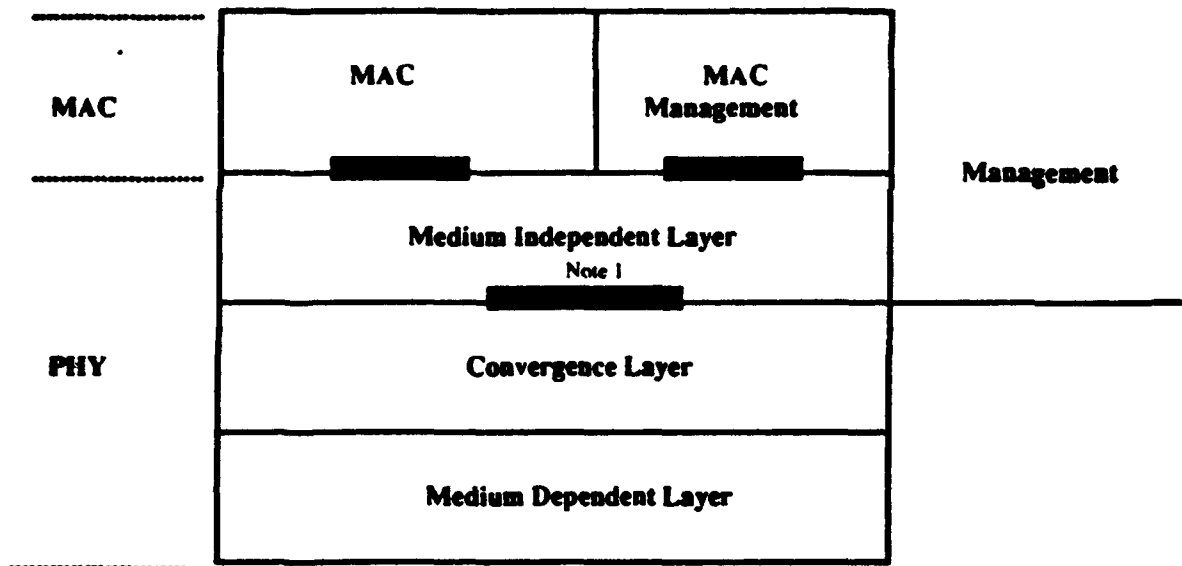 MAC
MAC
MAC
Management
Management
Medium Independent Layer
Note 1
PHY
Convergence Layer
Medium Dependent Layer